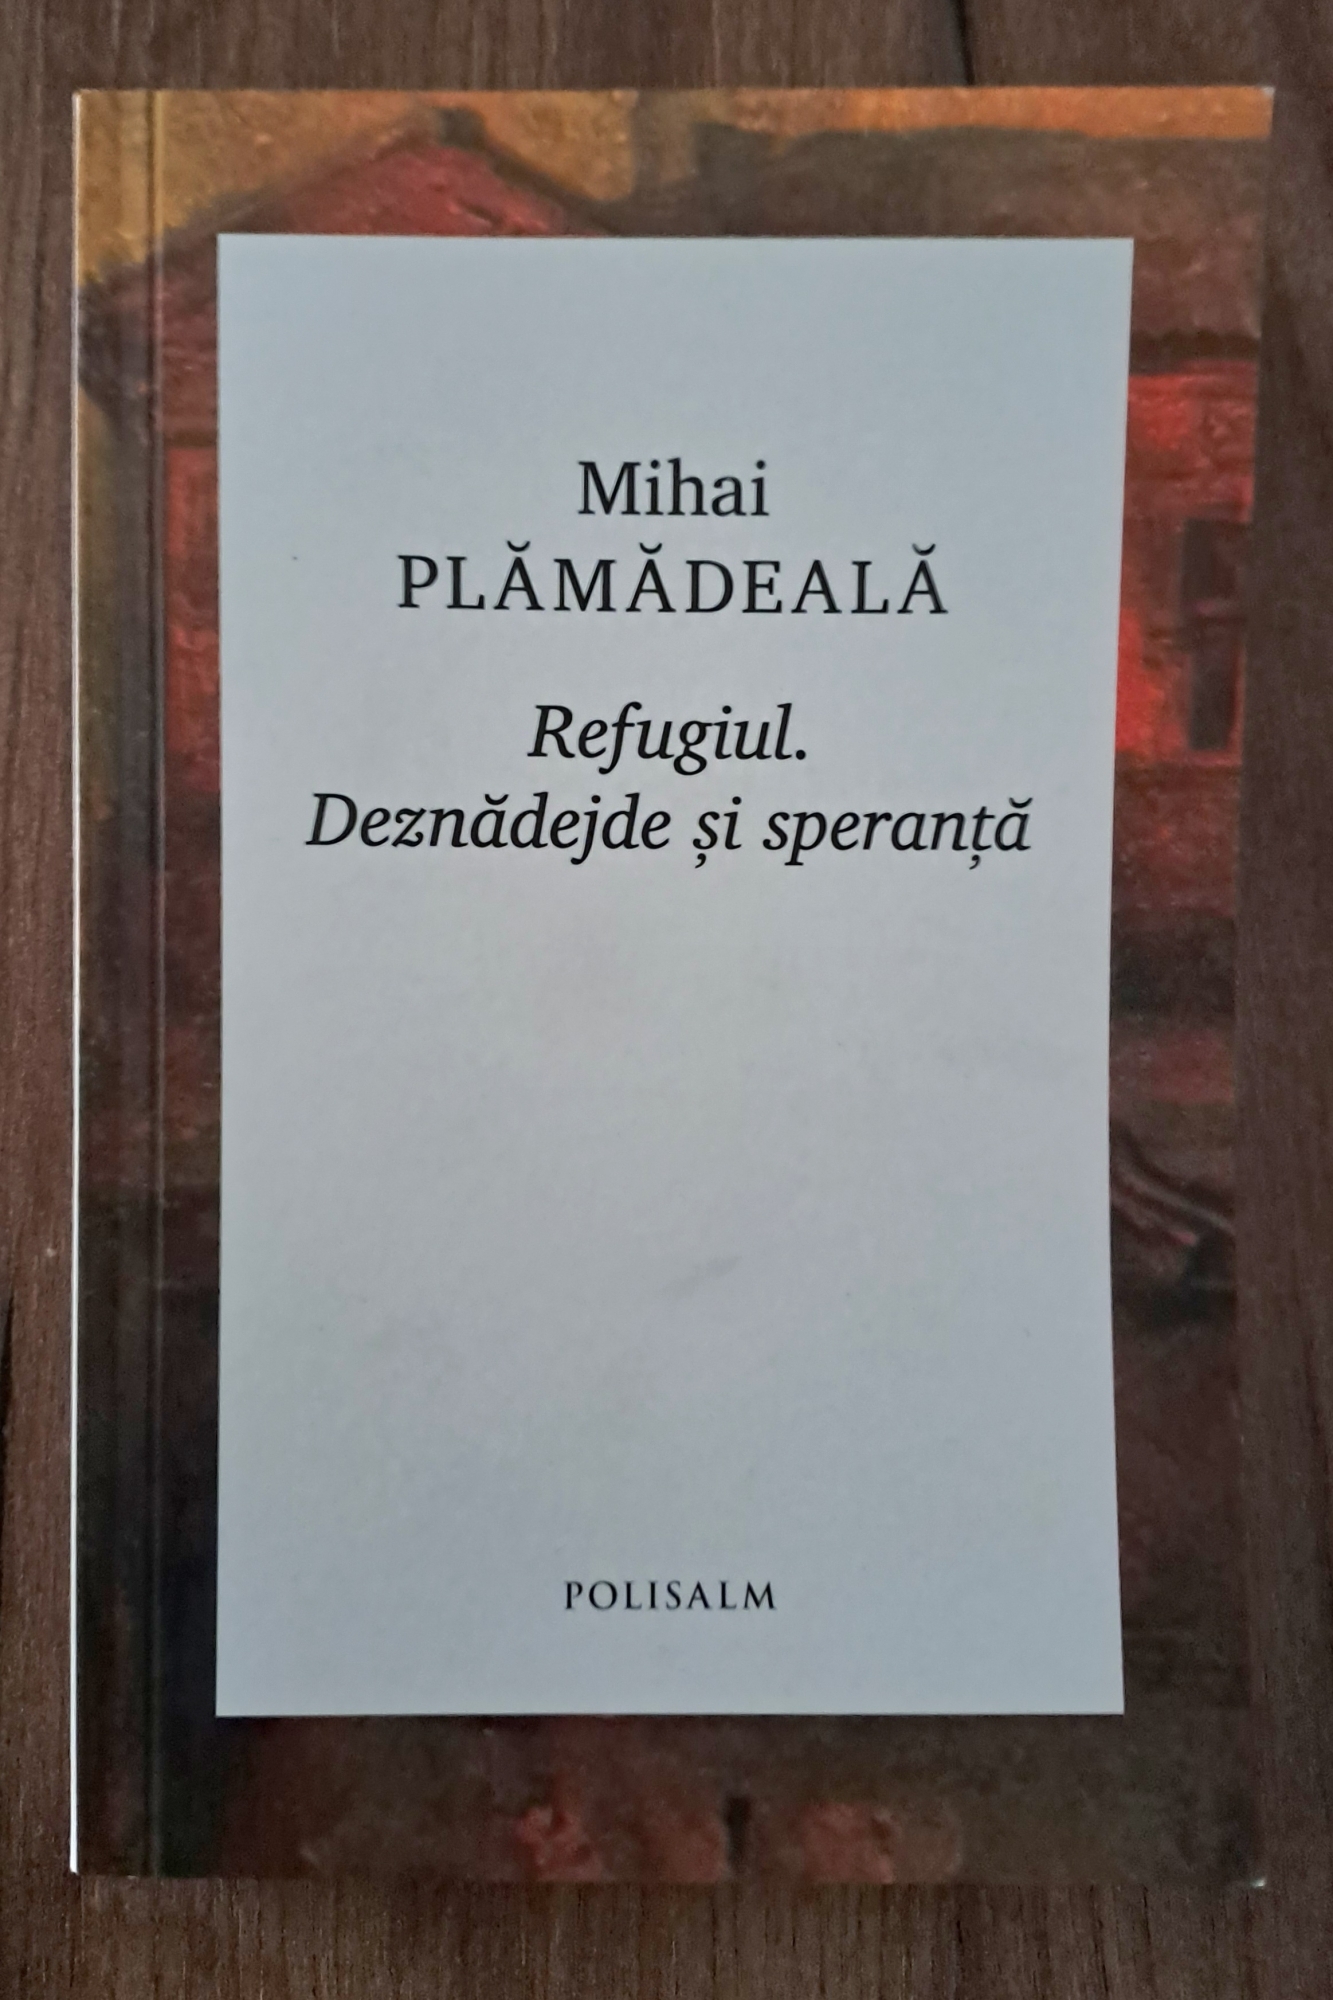 Mihai
PLĂMĂDEALĂ
Refugiul.
Deznădejde și speranță
POLISALM